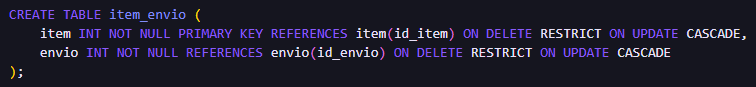 CREATE TABLE item_envio (
    item INT NOT NULL PRIMARY KEY REFERENCES item(id_item) ON DELETE RESTRICT ON UPDATE CASCADE,
    envio INT NOT NULL REFERENCES envio(id_envio) ON DELETE RESTRICT ON UPDATE CASCADE
);